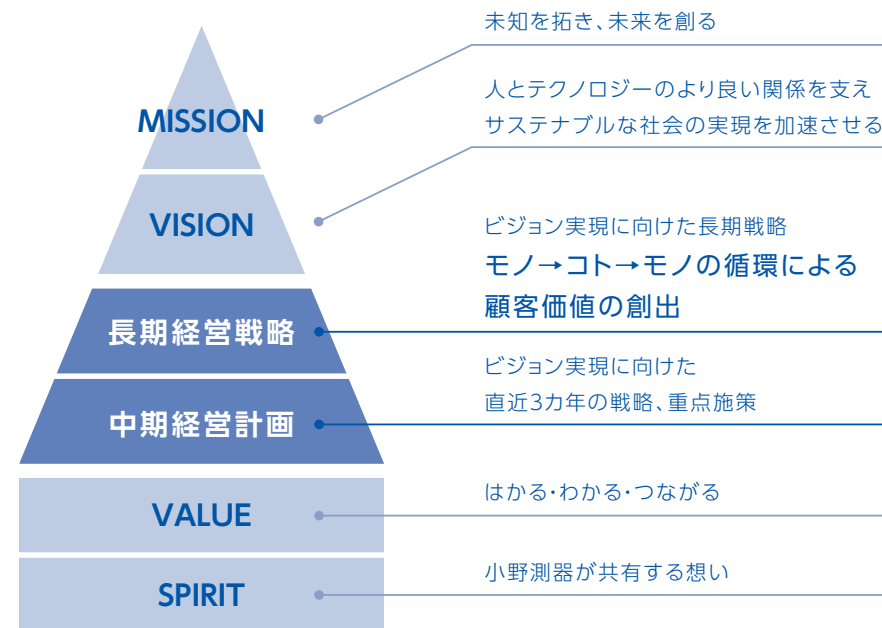 未知を拓き、未来を創る
MISSION
人とテクノロジーのより良い関係を支え
サステナブルな社会の実現を加速させる
VISION
ビジョン実現に向けた長期戦略
モノ→コト→モノの循環による
顧客価値の創出
長期経営戦略
ビジョン実現に向けた
直近3カ年の戦略、重点施策
中期経営計画
はかる・わかる・つながる
VALUE
小野測器が共有する想い
SPIRIT